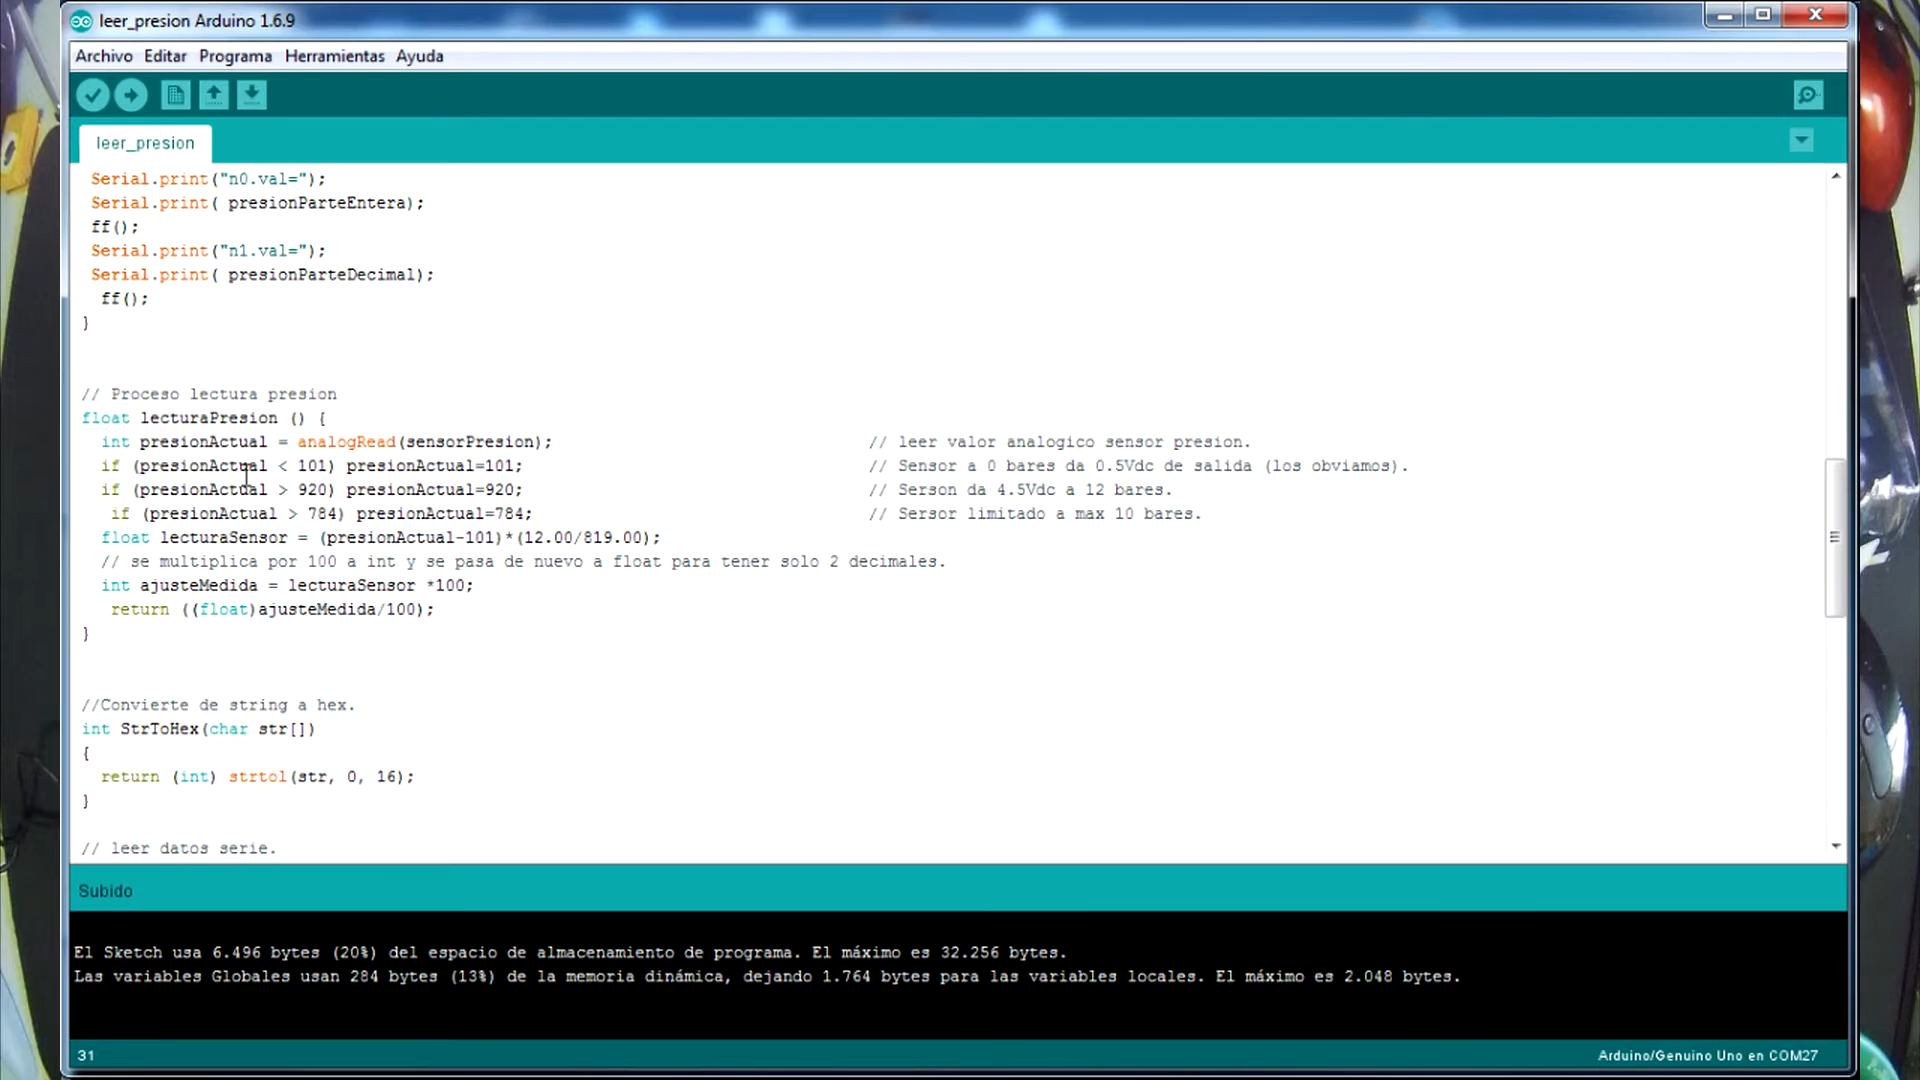 leer_presion Arduino 1.6.9
Archivo Editar Programa Herramientas Ayuda
leer_presion
Serial.print("n0.val=");
Serial.print( presionParteEntera);
ff();
Serial.print("n1.val=");
Serial.print( presionParteDecimal);
ff();
}
// Proceso lectura presion
float lecturaPresion () {
int presionActual = analogRead(sensorPresion); // leer valor analogico sensor presion.
if (presionActual < 101) presionActual=101; // Sensor a 0 bares da 0.5Vdc de salida (los obviamos).
if (presionActual > 920) presionActual=920; // Serson da 4.5Vdc a 12 bares.
if (presionActual > 784) presionActual=784; // Sersor limitado a max 10 bares.
float lecturaSensor = (presionActual-101)*(12.00/819.00);
// se multiplica por 100 a int y se pasa de nuevo a float para tener solo 2 decimales.
int ajusteMedida = lecturaSensor *100;
return ((float)ajusteMedida/100);
}
//Convierte de string a hex.
int StrToHex(char str[])
{
return (int) strtol(str, 0, 16);
}
// leer datos serie.
Subido
El Sketch usa 6.496 bytes (20%) del espacio de almacenamiento de programa. El máximo es 32.256 bytes.
Las variables Globales usan 284 bytes (13%) de la memoria dinámica, dejando 1.764 bytes para las variables locales. El máximo es 2.048 bytes.
31
Arduino/Genuino Uno en COM27